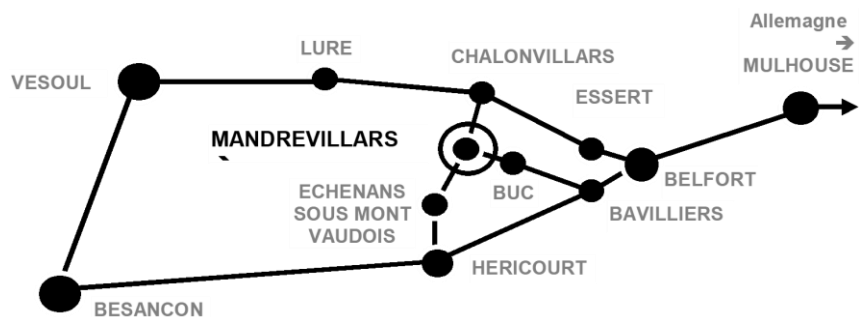 Allemagne
→
MULHOUSE
LURE
CHALONVILLARS
VESOUL
ESSERT
MANDREVILLARS
BELFORT
ECHENANS
SOUS MONT
VAUDOIS
BUC
BAVILLIERS
HERICOURT
BESANCON